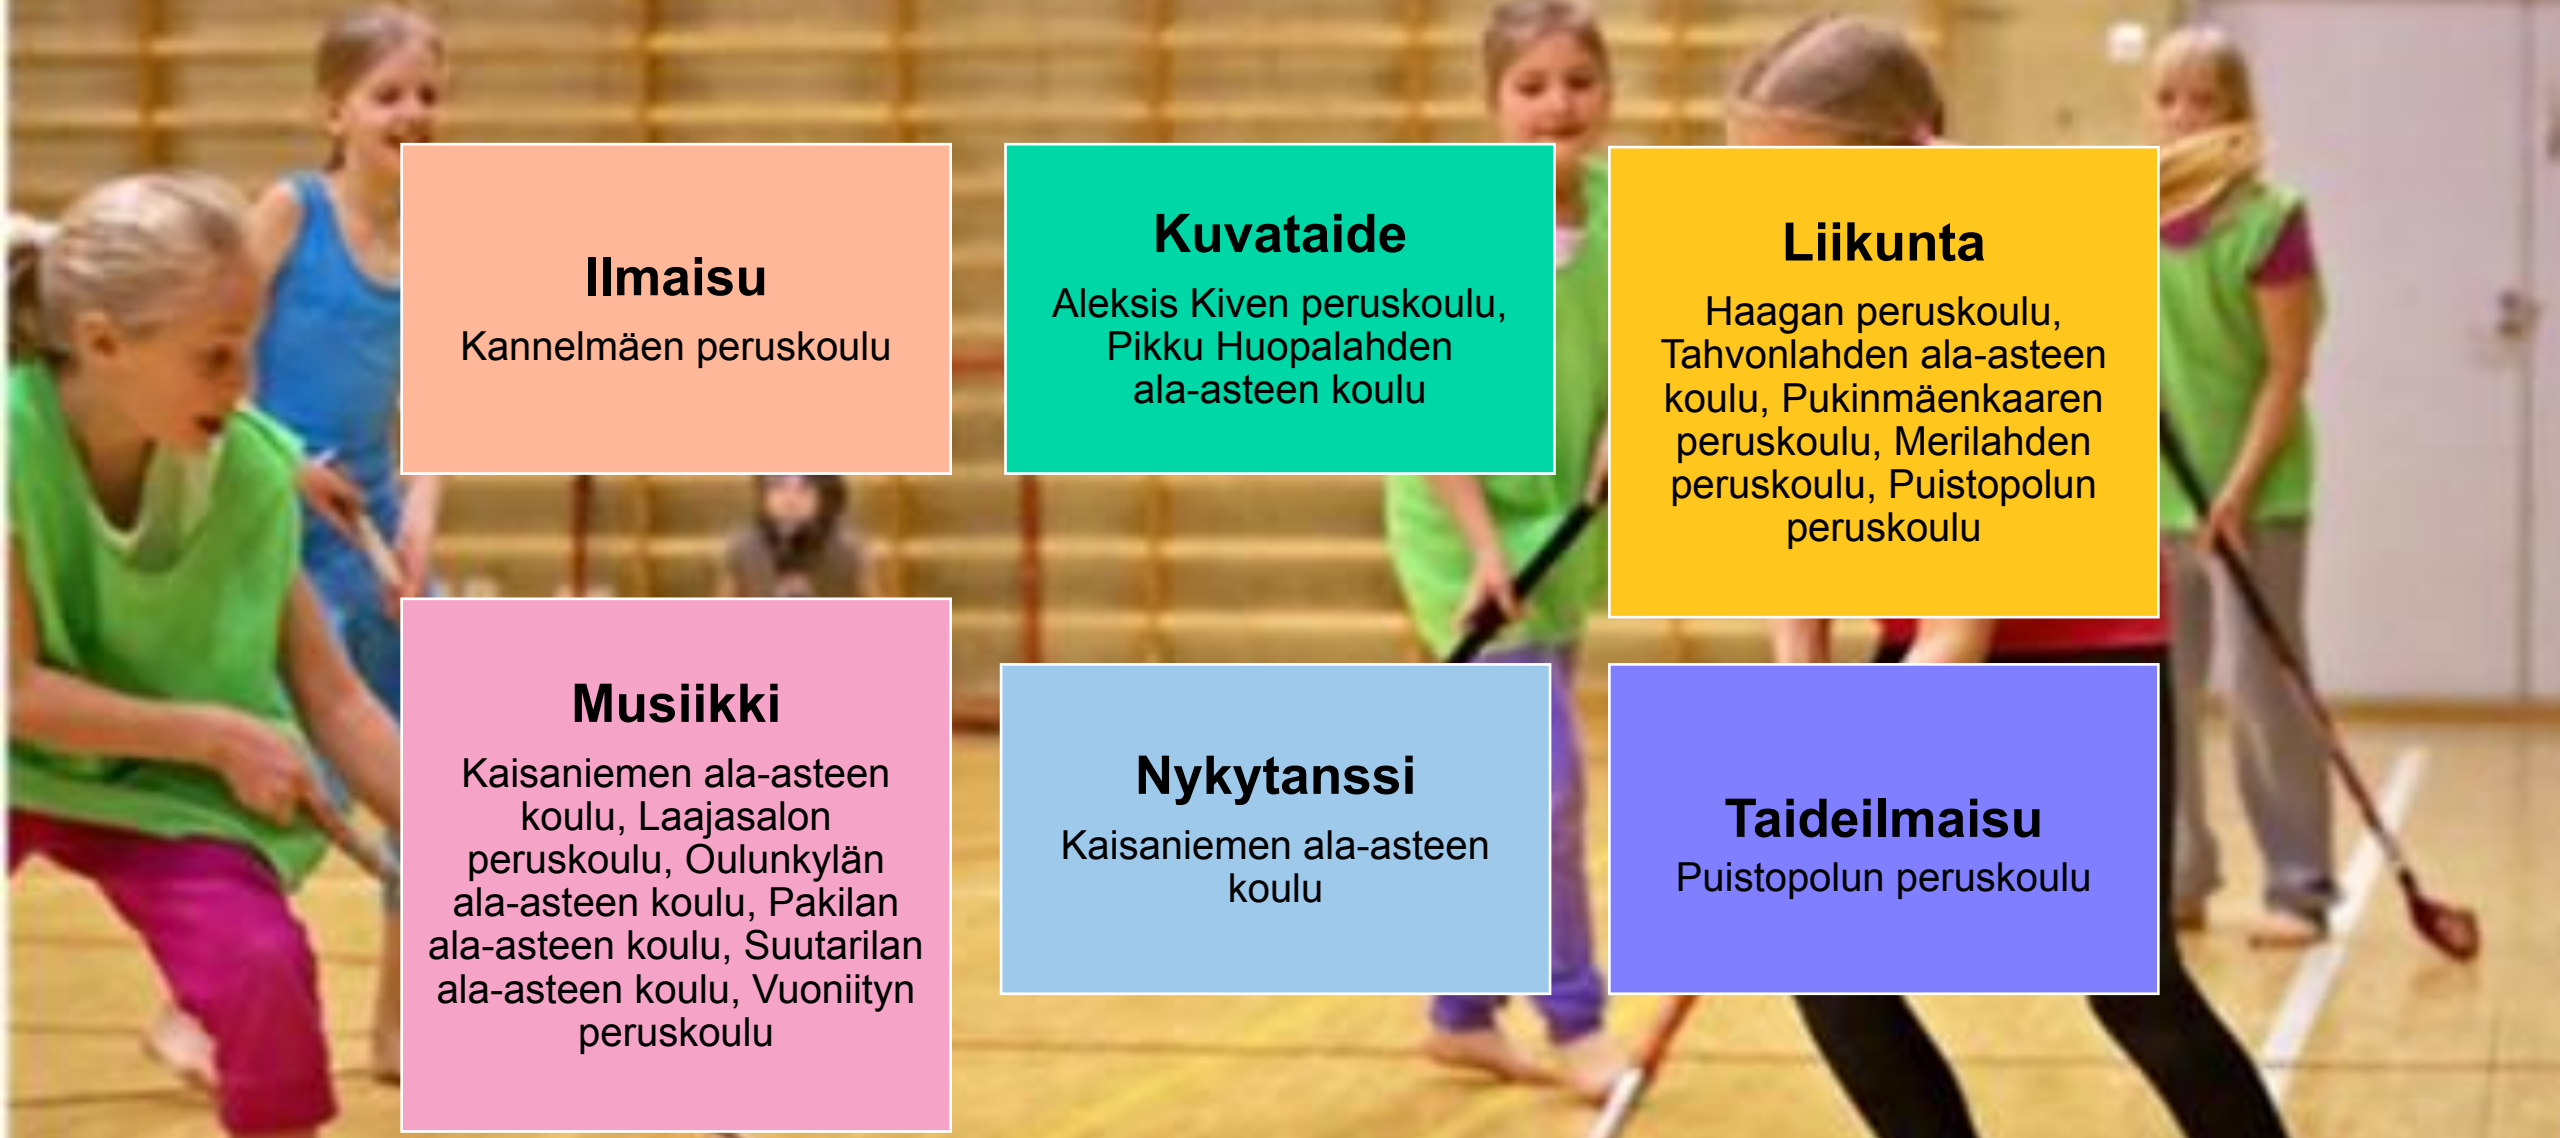 Ilmaisu
Kannelmäen peruskoulu
Kuvataide
Aleksis Kiven peruskoulu,
Pikku Huopalahden
ala-asteen koulu
Liikunta
Haagan peruskoulu,
Tahvonlahden ala-asteen
koulu, Pukinmäenkaaren
peruskoulu, Merilahden
peruskoulu, Puistopolun
peruskoulu
Musiikki
Kaisaniemen ala-asteen
koulu, Laajasalon
peruskoulu, Oulunkylän
ala-asteen koulu, Pakilan
ala-asteen koulu, Suutarilan
ala-asteen koulu, Vuoniityn
peruskoulu
Nykytanssi
Kaisaniemen ala-asteen
koulu
Taideilmaisu
Puistopolun peruskoulu